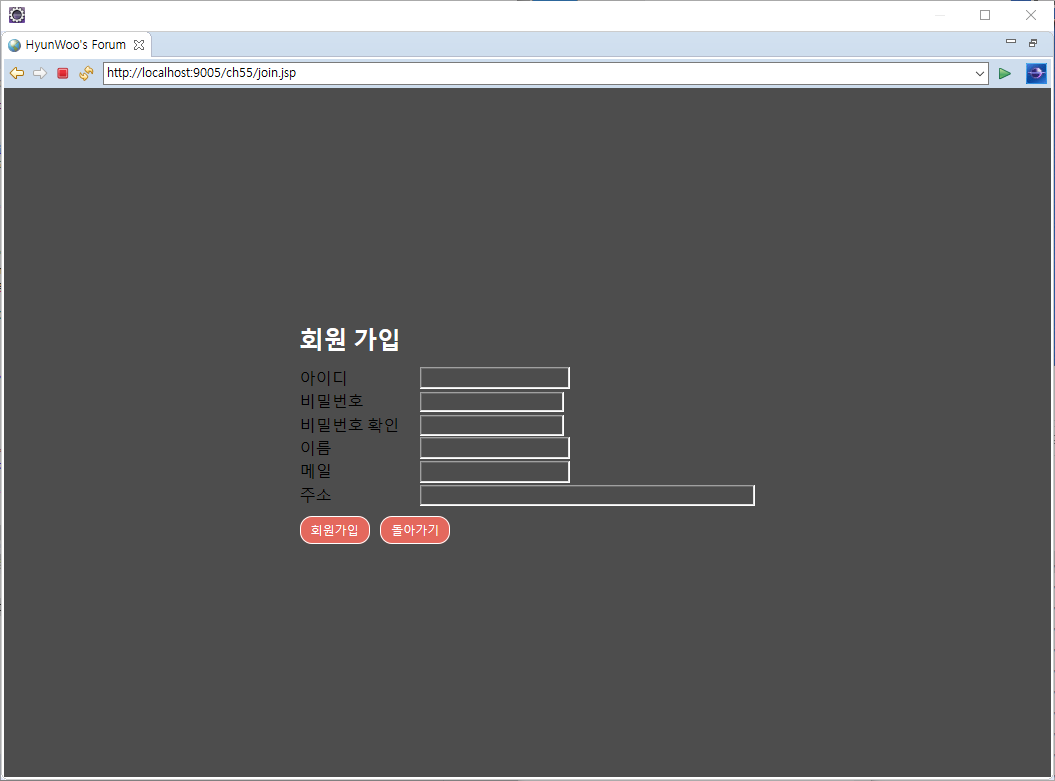 HyunWoo's Forum
http://localhost:9005/ch55/join.jsp
회원 가입
아이디
비밀번호
비밀번호 확인
이름
메일
주소
회원가입 돌아가기